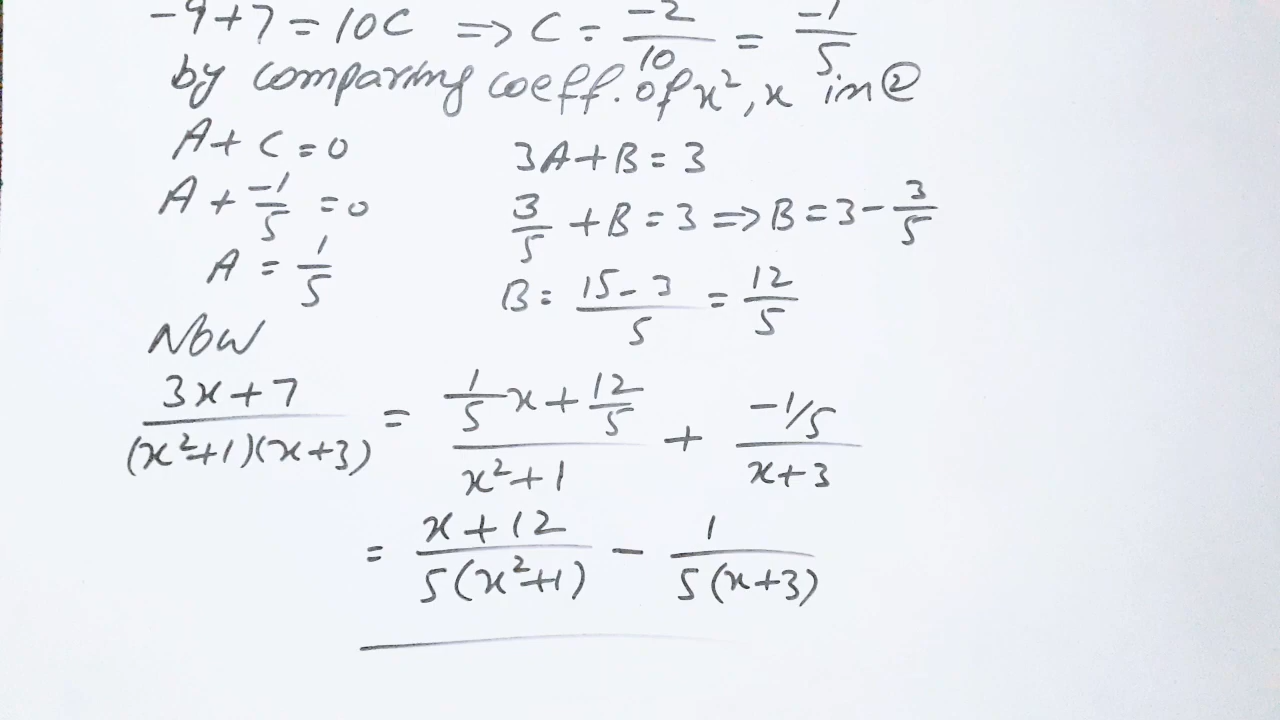 -9+7=10C ⇒ C = -2/10 = -1/5
by comparing coeff. of x², x in ②
A+C=0 3A+B=3
A + -1/5 =0 3/5 +B=3 ⇒ B=3-3/5
A = 1/5 B = (15-3)/5 = 12/5
Now
(3x+7)/((x²+1)(x+3)) = (1/5 x + 12/5)/(x²+1) + (-1/5)/(x+3)
= (x+12)/(5(x²+1)) - 1/(5(x+3))